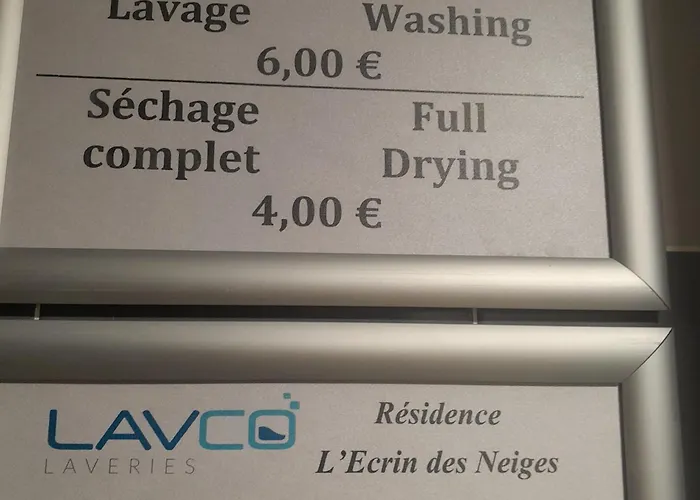 Lavage Washing
6,00 €
Séchage Full
complet Drying
4,00 €
LAVCO Résidence
LAVERIES L'Ecrin des Neiges